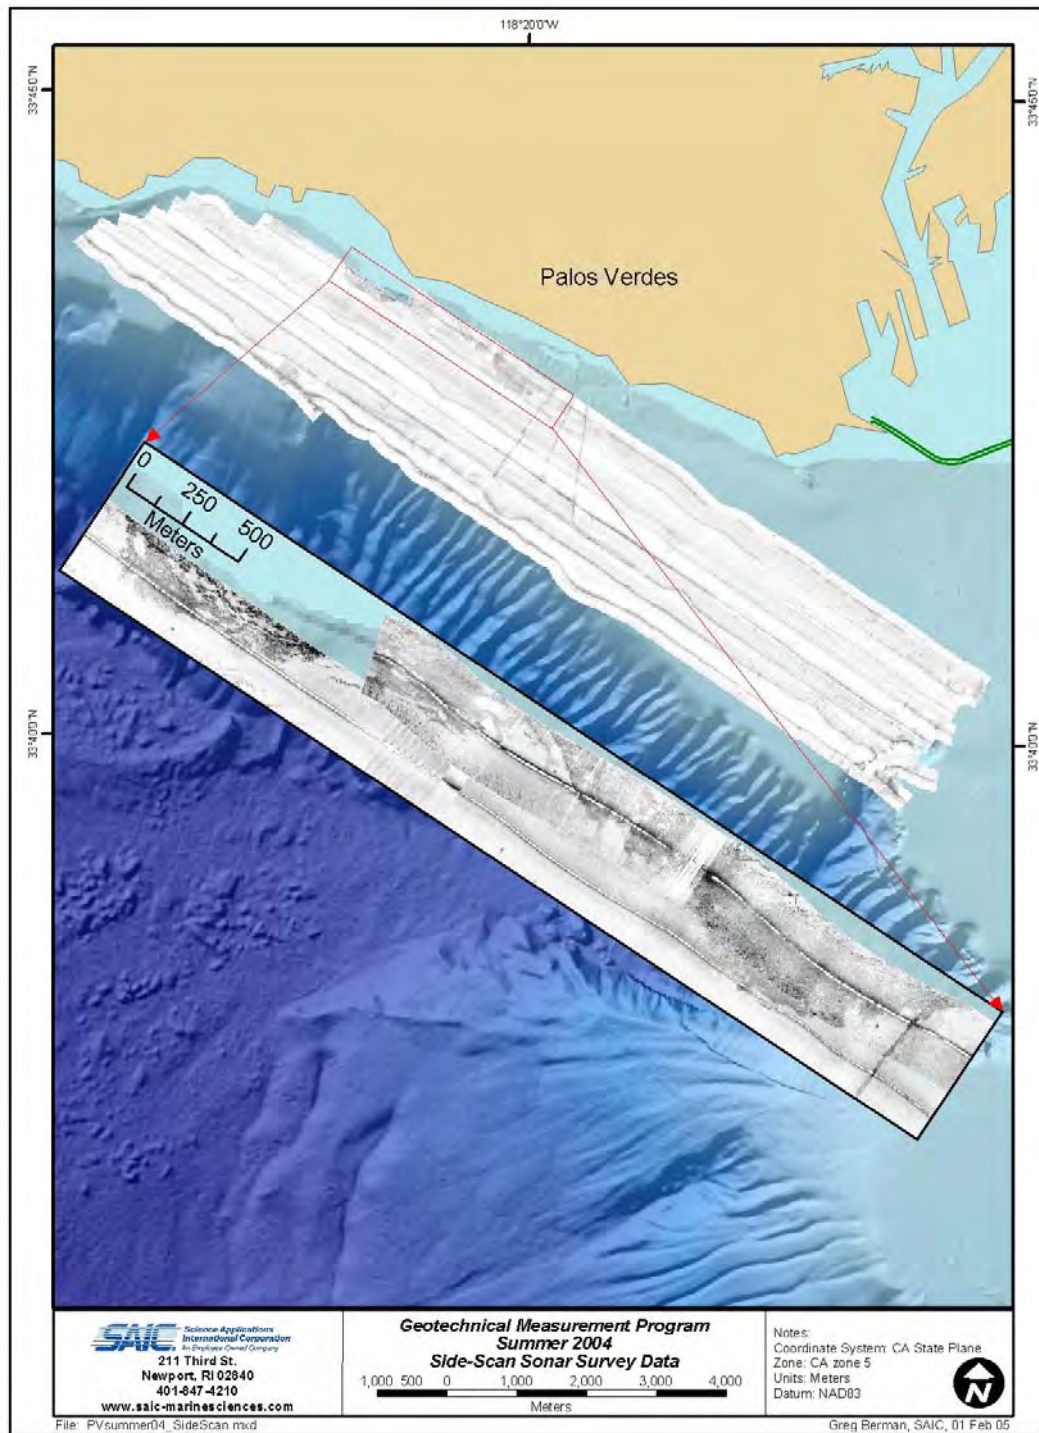 118°20'0"W
33°45'0"N
33°45'0"N
Palos Verdes
0
250
500
Meters
33°40'0"N
33°40'0"N
SAIC Science Applications
International Corporation
An Employee-Owned Company
211 Third St.
Newport, RI 02840
401-847-4210
www.saic-marinesciences.com
Geotechnical Measurement Program
Summer 2004
Side-Scan Sonar Survey Data
1,000 500 0 1,000 2,000 3,000 4,000
Meters
Notes:
Coordinate System: CA State Plane
Zone: CA zone 5
Units: Meters
Datum: NAD83
N
File: PVsummer04_SideScan.mxd
Greg Berman, SAIC, 01 Feb 05